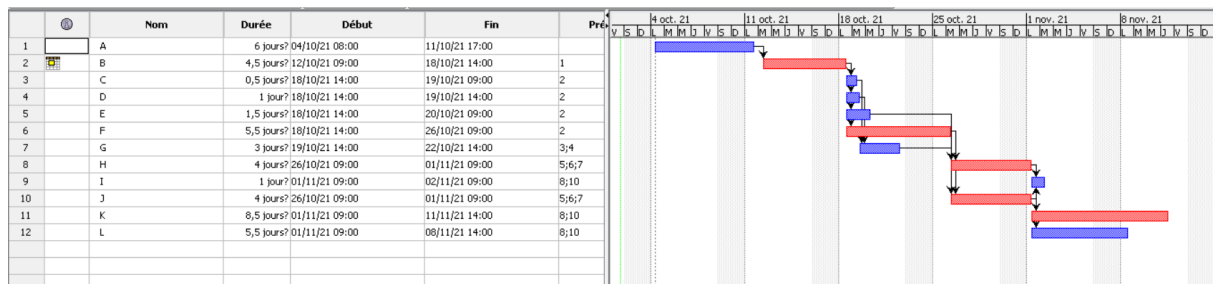 Nom Durée Début Fin Pré
4 oct. 21 11 oct. 21 18 oct. 21 25 oct. 21 1 nov. 21 8 nov. 21
V S D L M M J V S D L M M J V S D L M M J V S D L M M J V S D L M M J V S D L M M J V S D
1 A 6 jours? 04/10/21 08:00 11/10/21 17:00
2 B 4,5 jours? 12/10/21 09:00 18/10/21 14:00 1
3 C 0,5 jours? 18/10/21 14:00 19/10/21 09:00 2
4 D 1 jour? 18/10/21 14:00 19/10/21 14:00 2
5 E 1,5 jours? 18/10/21 14:00 20/10/21 09:00 2
6 F 5,5 jours? 18/10/21 14:00 26/10/21 09:00 2
7 G 3 jours? 19/10/21 14:00 22/10/21 14:00 3;4
8 H 4 jours? 26/10/21 09:00 01/11/21 09:00 5;6;7
9 I 1 jour? 01/11/21 09:00 02/11/21 09:00 8;10
10 J 4 jours? 26/10/21 09:00 01/11/21 09:00 5;6;7
11 K 8,5 jours? 01/11/21 09:00 11/11/21 14:00 8;10
12 L 5,5 jours? 01/11/21 09:00 08/11/21 14:00 8;10